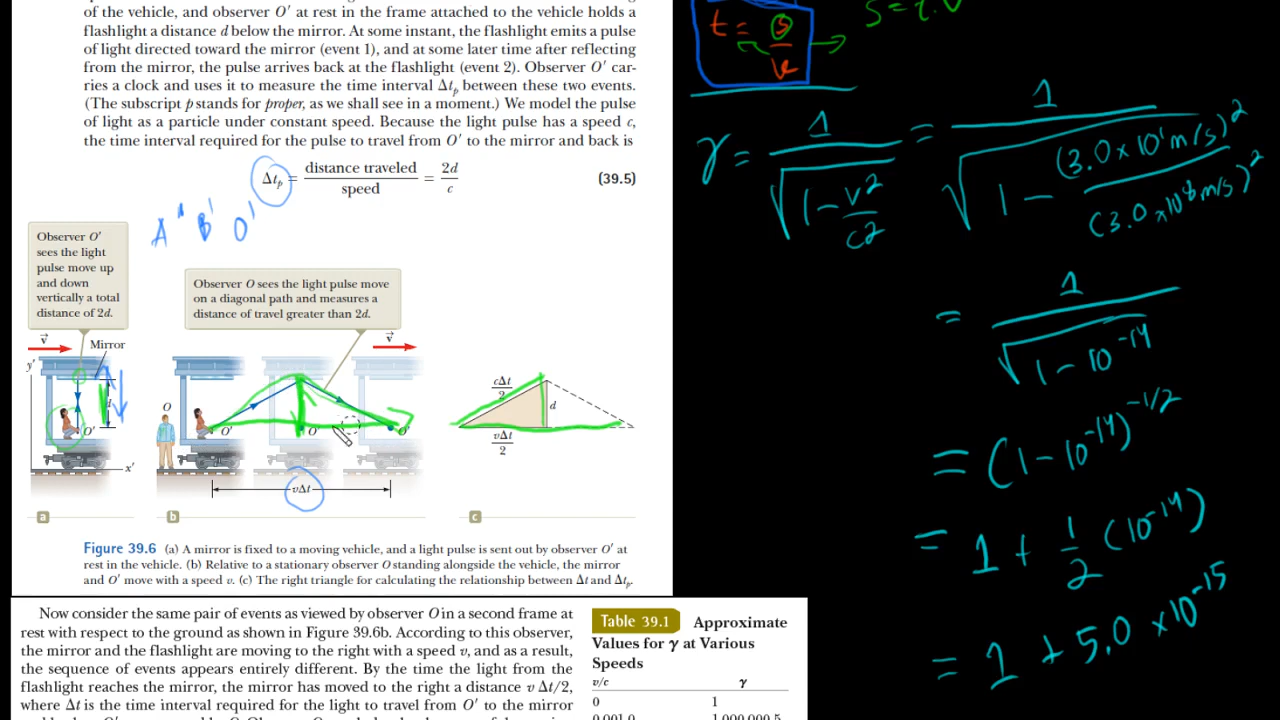 of the vehicle, and observer O′ at rest in the frame attached to the vehicle holds a
flashlight a distance d below the mirror. At some instant, the flashlight emits a pulse
of light directed toward the mirror (event 1), and at some later time after reflecting
from the mirror, the pulse arrives back at the flashlight (event 2). Observer O′ car-
ries a clock and uses it to measure the time interval Δtₚ between these two events.
(The subscript p stands for proper, as we shall see in a moment.) We model the pulse
of light as a particle under constant speed. Because the light pulse has a speed c,
the time interval required for the pulse to travel from O′ to the mirror and back is
Δtₚ = distance traveled / speed = 2d / c (39.5)
A" B' O'
Observer O′
sees the light
pulse move up
and down
vertically a total
distance of 2d.
Observer O sees the light pulse move
on a diagonal path and measures a
distance of travel greater than 2d.
v⃗
Mirror
y′
d
O′
x′
a
v⃗
O
O′
O′
O′
vΔt
b
cΔt / 2
d
vΔt / 2
c
Figure 39.6 (a) A mirror is fixed to a moving vehicle, and a light pulse is sent out by observer O′ at
rest in the vehicle. (b) Relative to a stationary observer O standing alongside the vehicle, the mirror
and O′ move with a speed v. (c) The right triangle for calculating the relationship between Δt and Δtₚ.
Now consider the same pair of events as viewed by observer O in a second frame at
rest with respect to the ground as shown in Figure 39.6b. According to this observer,
the mirror and the flashlight are moving to the right with a speed v, and as a result,
the sequence of events appears entirely different. By the time the light from the
flashlight reaches the mirror, the mirror has moved to the right a distance v Δt/2,
where Δt is the time interval required for the light to travel from O′ to the mirror
Table 39.1 Approximate
Values for γ at Various
Speeds
v/c γ
0 1
0.001 0 1.000 000 5
t = s / v
s = t. v
γ = 1 / √(1 - v² / c²) = 1 / √(1 - (3.0 x 10¹ m/s)² / (3.0 x 10⁸ m/s)²)
= 1 / √(1 - 10⁻¹⁴)
= (1 - 10⁻¹⁴)⁻¹/²
= 1 + 1/2 (10⁻¹⁴)
= 1 + 5.0 x 10⁻¹⁵